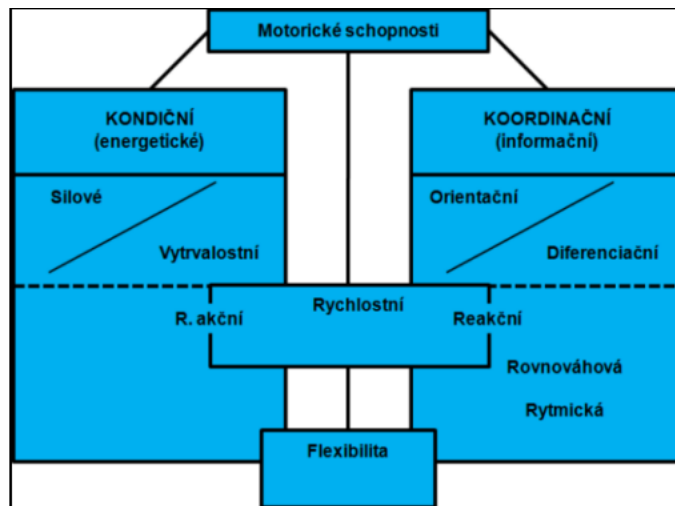 Motorické schopnosti
KONDIČNÍ
(energetické)
KOORDINAČNÍ
(informační)
Silové
Vytrvalostní
Orientační
Diferenciační
Rychlostní
R. akční
Reakční
Rovnováhová
Rytmická
Flexibilita